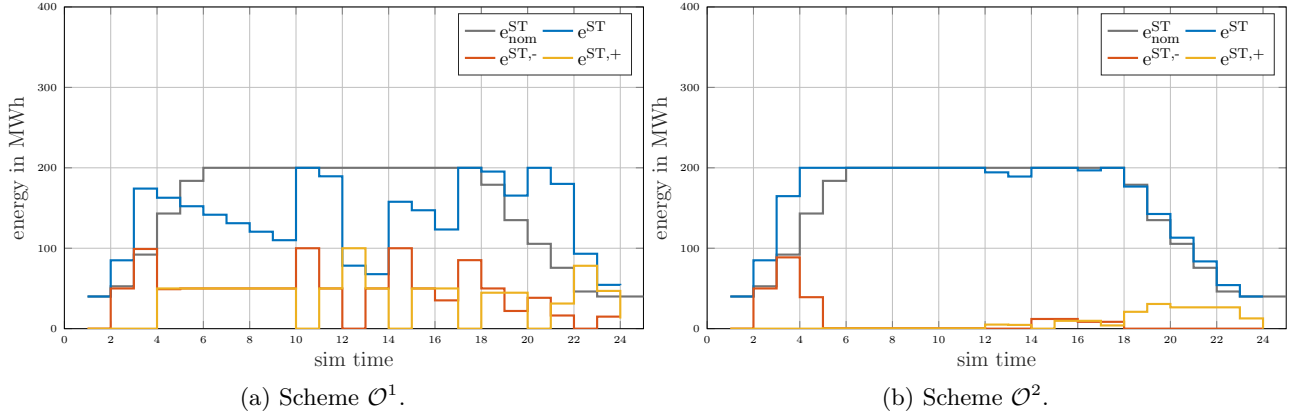 400
300
200
100
0
energy in MWh
0 2 4 6 8 10 12 14 16 18 20 22 24
sim time
e^ST_nom e^ST
e^ST,- e^ST,+
(a) Scheme 𝒪¹.
400
300
200
100
0
energy in MWh
0 2 4 6 8 10 12 14 16 18 20 22 24
sim time
e^ST_nom e^ST
e^ST,- e^ST,+
(b) Scheme 𝒪².